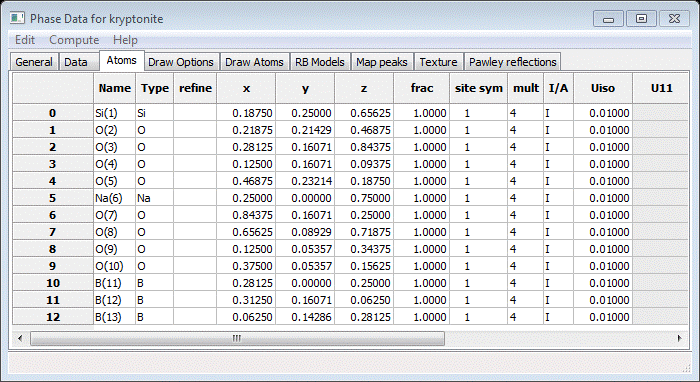 Phase Data for kryptonite
Edit Compute Help
General Data Atoms Draw Options Draw Atoms RB Models Map peaks Texture Pawley reflections
Name Type refine x y z frac site sym mult I/A Uiso U11
0 Si(1) Si 0.18750 0.25000 0.65625 1.0000 1 4 I 0.01000
1 O(2) O 0.21875 0.21429 0.46875 1.0000 1 4 I 0.01000
2 O(3) O 0.28125 0.16071 0.84375 1.0000 1 4 I 0.01000
3 O(4) O 0.12500 0.16071 0.09375 1.0000 1 4 I 0.01000
4 O(5) O 0.46875 0.23214 0.18750 1.0000 1 4 I 0.01000
5 Na(6) Na 0.25000 0.00000 0.75000 1.0000 1 4 I 0.01000
6 O(7) O 0.84375 0.16071 0.25000 1.0000 1 4 I 0.01000
7 O(8) O 0.65625 0.08929 0.71875 1.0000 1 4 I 0.01000
8 O(9) O 0.12500 0.05357 0.34375 1.0000 1 4 I 0.01000
9 O(10) O 0.37500 0.05357 0.15625 1.0000 1 4 I 0.01000
10 B(11) B 0.28125 0.00000 0.25000 1.0000 1 4 I 0.01000
11 B(12) B 0.31250 0.16071 0.06250 1.0000 1 4 I 0.01000
12 B(13) B 0.06250 0.14286 0.28125 1.0000 1 4 I 0.01000